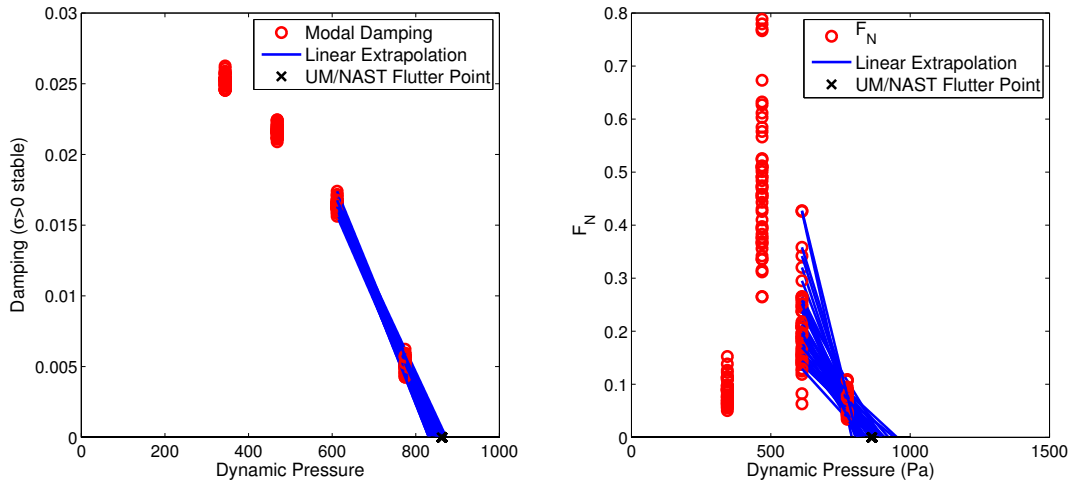 0.03
0.025
0.02
0.015
0.01
0.005
0
0
200
400
600
800
1000
Damping (σ>0 stable)
Dynamic Pressure
Modal Damping
Linear Extrapolation
UM/NAST Flutter Point
0.8
0.7
0.6
0.5
0.4
0.3
0.2
0.1
0
0
500
1000
1500
F_N
Dynamic Pressure (Pa)
F_N
Linear Extrapolation
UM/NAST Flutter Point